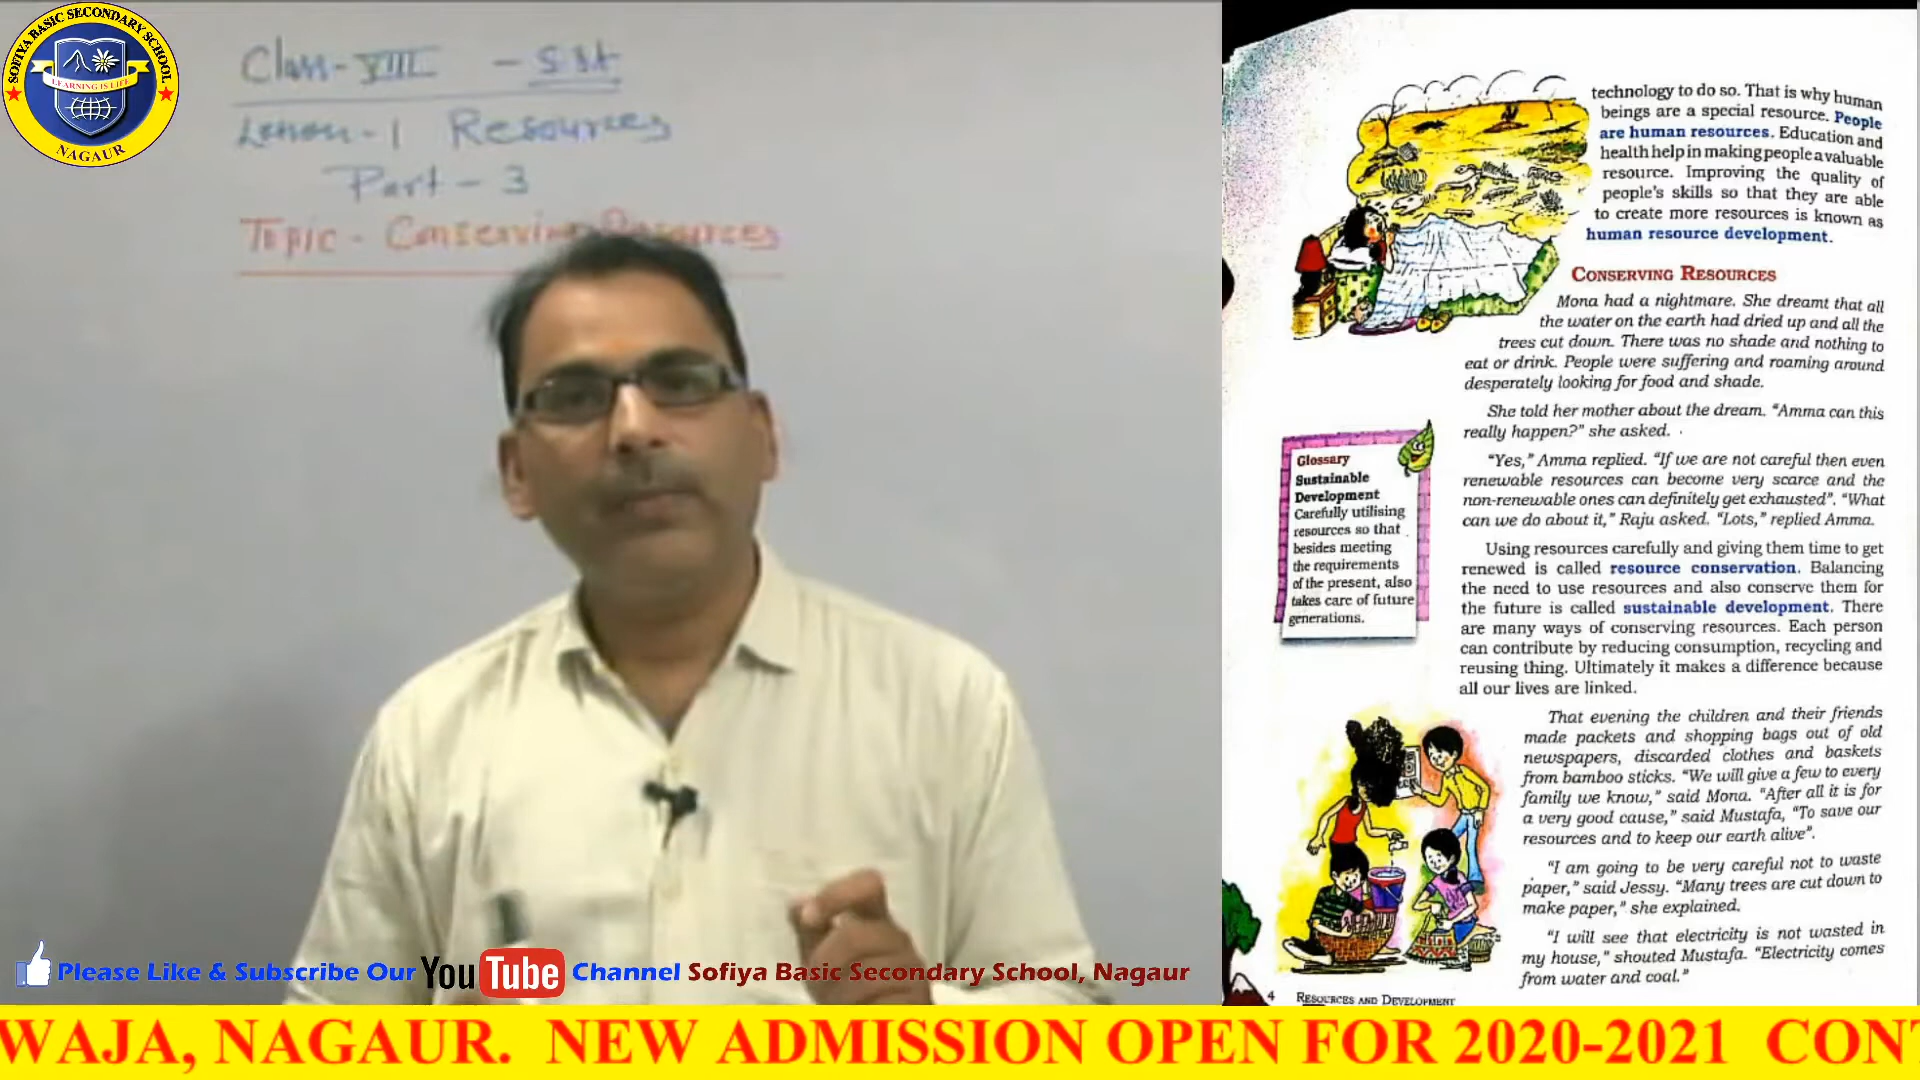 SOFIYA BASIC SECONDARY SCHOOL
LEARNING IS LIFE
NAGAUR
Class-VIII - S.St
Lesson-1 Resources
Part-3
Topic- Conserving Resources
technology to do so. That is why human
beings are a special resource. People
are human resources. Education and
health help in making people a valuable
resource. Improving the quality of
people's skills so that they are able
to create more resources is known as
human resource development.
CONSERVING RESOURCES
Mona had a nightmare. She dreamt that all
the water on the earth had dried up and all the
trees cut down. There was no shade and nothing to
eat or drink. People were suffering and roaming around
desperately looking for food and shade.
She told her mother about the dream. “Amma can this
really happen?” she asked.
“Yes,” Amma replied. “If we are not careful then even
renewable resources can become very scarce and the
non-renewable ones can definitely get exhausted”. “What
can we do about it,” Raju asked. “Lots,” replied Amma.
Using resources carefully and giving them time to get
renewed is called resource conservation. Balancing
the need to use resources and also conserve them for
the future is called sustainable development. There
are many ways of conserving resources. Each person
can contribute by reducing consumption, recycling and
reusing thing. Ultimately it makes a difference because
all our lives are linked.
Glossary
Sustainable
Development
Carefully utilising
resources so that
besides meeting
the requirements
of the present, also
takes care of future
generations.
That evening the children and their friends
made packets and shopping bags out of old
newspapers, discarded clothes and baskets
from bamboo sticks. “We will give a few to every
family we know,” said Mona. “After all it is for
a very good cause,” said Mustafa, “To save our
resources and to keep our earth alive”.
“I am going to be very careful not to waste
paper,” said Jessy. “Many trees are cut down to
make paper,” she explained.
“I will see that electricity is not wasted in
my house,” shouted Mustafa. “Electricity comes
from water and coal.”
4 RESOURCES AND DEVELOPMENT
Please Like & Subscribe Our YouTube Channel Sofiya Basic Secondary School, Nagaur
WAJA, NAGAUR. NEW ADMISSION OPEN FOR 2020-2021 CONT